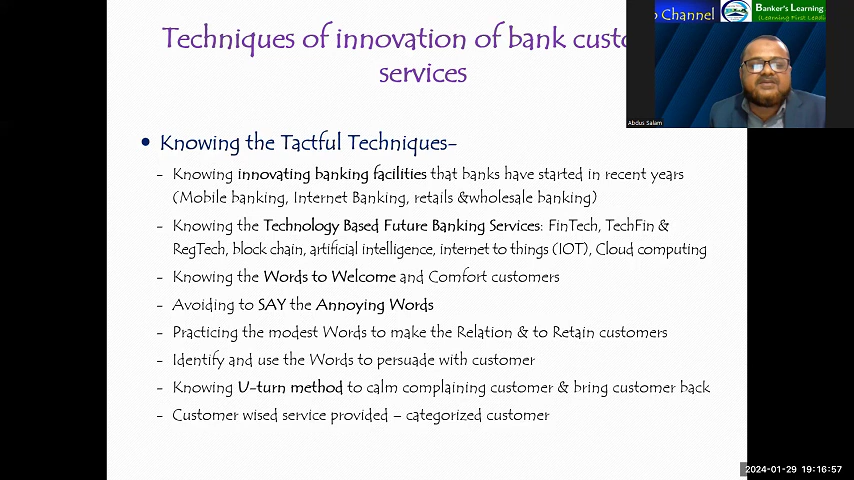 Techniques of innovation of bank custo
services
Channel
Banker's Learning
(Learning First Leadi
Abdus Salam
• Knowing the Tactful Techniques-
- Knowing innovating banking facilities that banks have started in recent years
(Mobile banking, Internet Banking, retails &wholesale banking)
- Knowing the Technology Based Future Banking Services: FinTech, TechFin &
RegTech, block chain, artificial intelligence, internet to things (IOT), Cloud computing
- Knowing the Words to Welcome and Comfort customers
- Avoiding to SAY the Annoying Words
- Practicing the modest Words to make the Relation & to Retain customers
- Identify and use the Words to persuade with customer
- Knowing U-turn method to calm complaining customer & bring customer back
- Customer wised service provided – categorized customer
2024-01-29 19:16:57